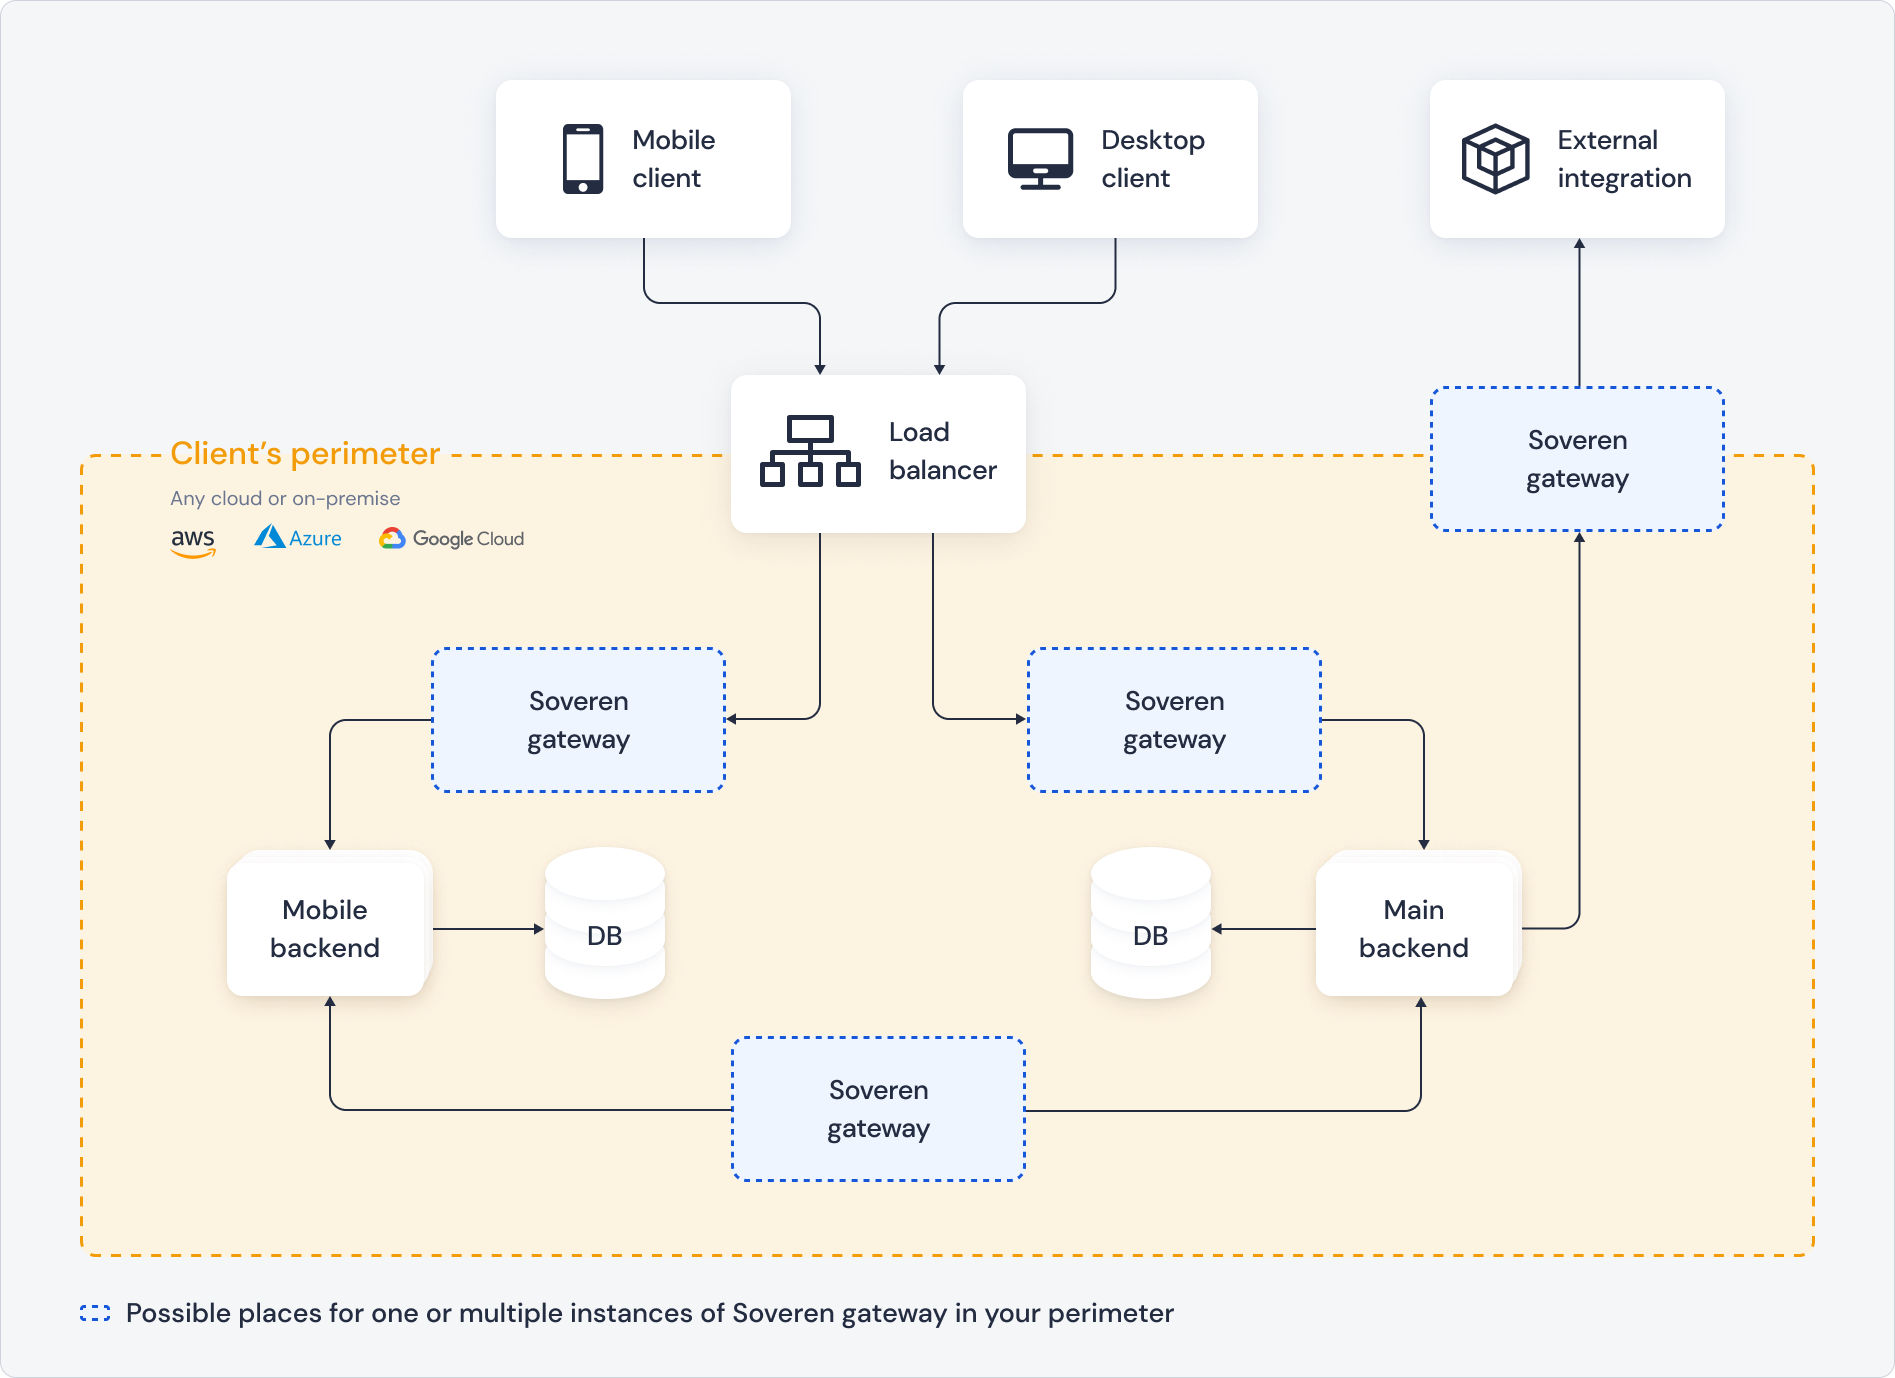 Mobile
client
Desktop
client
External
integration
Load
balancer
Soveren
gateway
Client's perimeter
Any cloud or on-premise
aws
Azure
Google Cloud
Soveren
gateway
Soveren
gateway
Mobile
backend
DB
DB
Main
backend
Soveren
gateway
Possible places for one or multiple instances of Soveren gateway in your perimeter